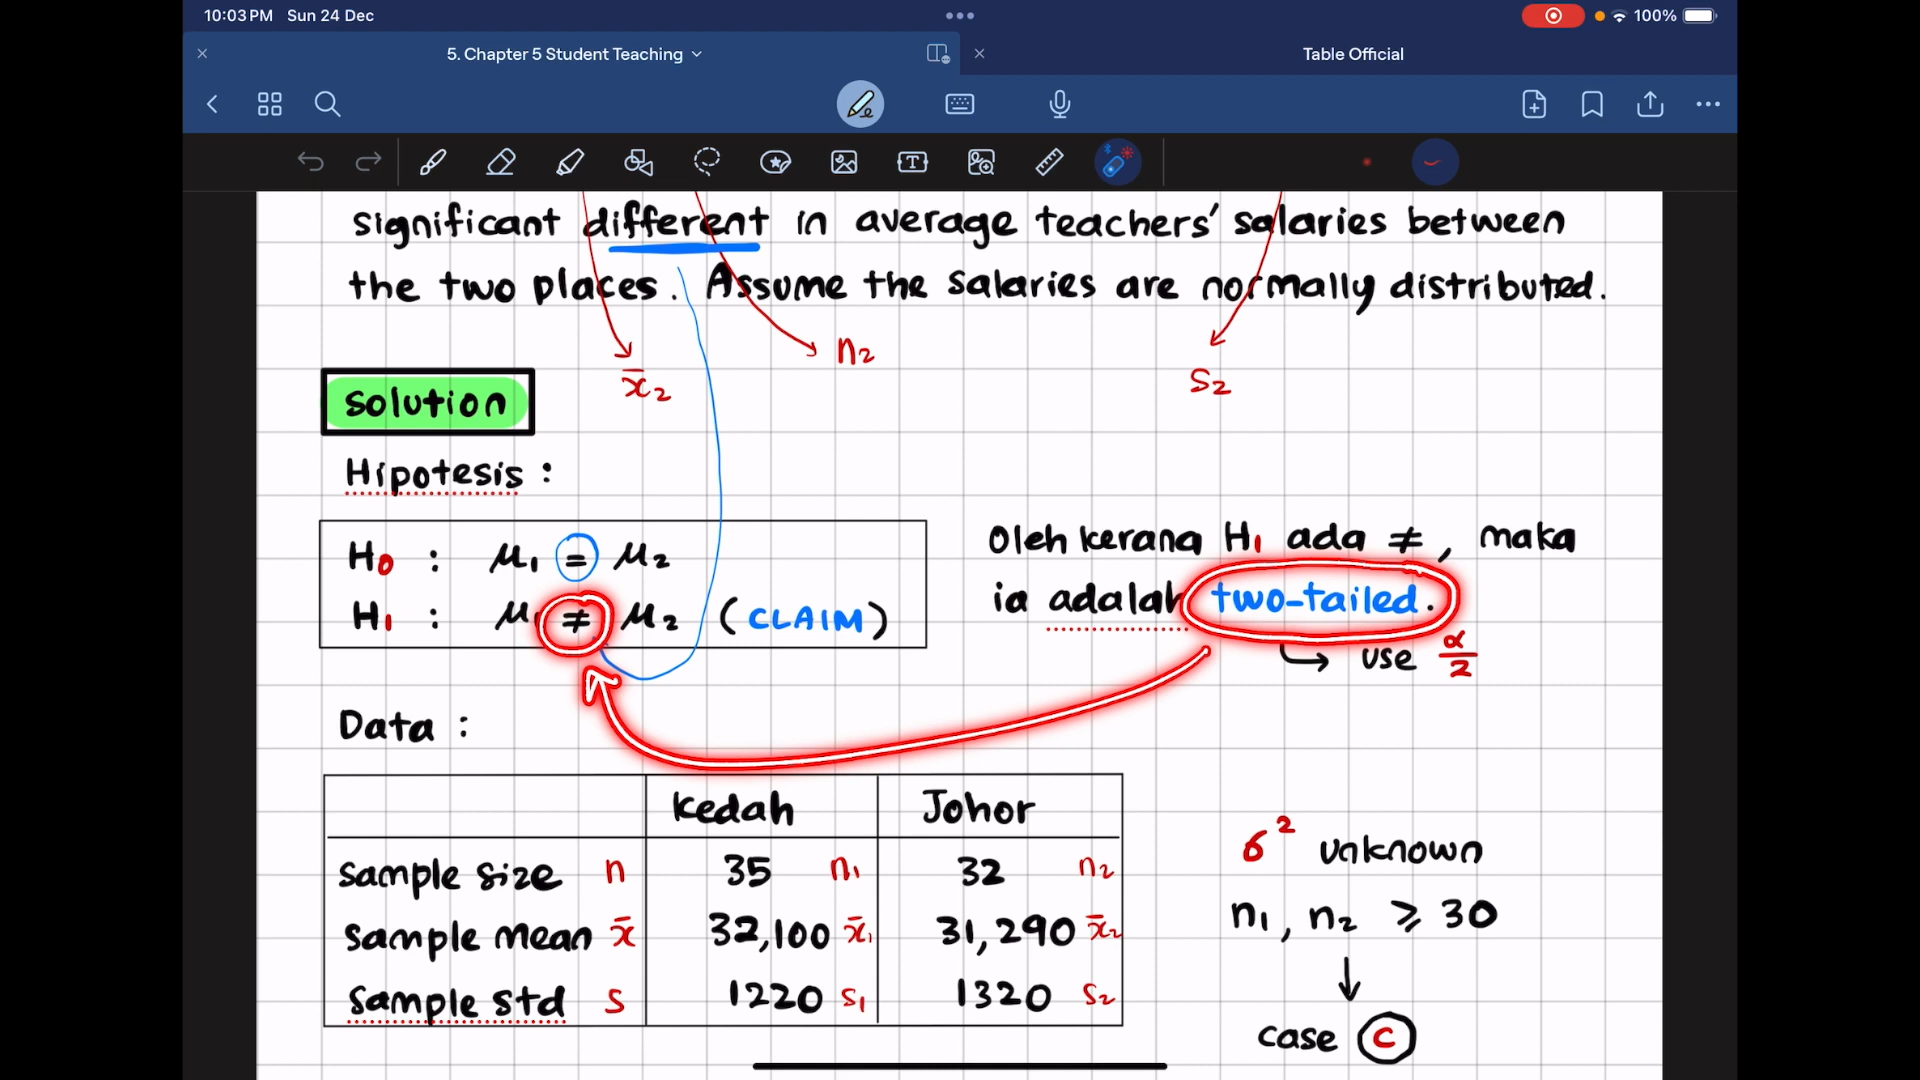 10:03 PM Sun 24 Dec
100%
5. Chapter 5 Student Teaching
Table Official
significant different in average teachers' salaries between
the two places. Assume the salaries are normally distributed.
x̄2
n2
s2
solution
Hipotesis :
H0 : μ1 = μ2
H1 : μ1 ≠ μ2 (CLAIM)
Oleh kerana H1 ada ≠, maka
ia adalah two-tailed.
↳ use α/2
Data :
Kedah Johor
sample size n 35 n1 32 n2
sample mean x̄ 32,100 x̄1 31,290 x̄2
sample std s 1220 s1 1320 s2
σ² unknown
n1, n2 ⩾ 30
↓
case c